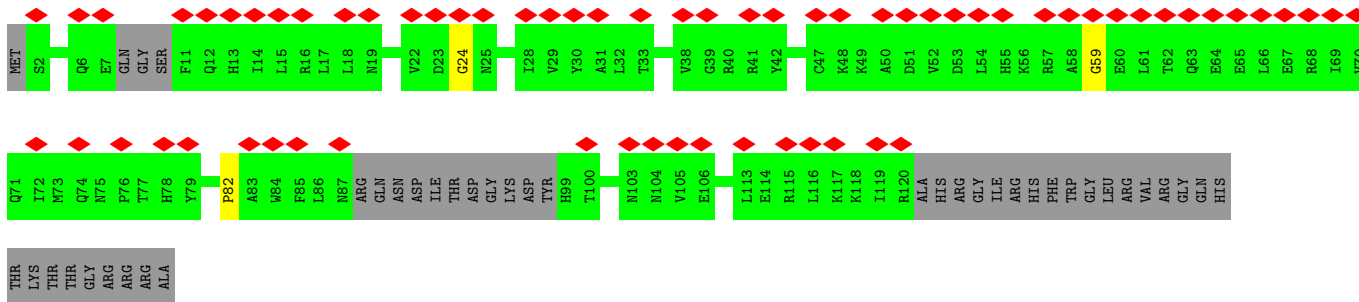 MET S2 Q6 E7 GLN GLY SER F11 Q12 H13 I14 L15 R16 L17 L18 N19 V22 D23 G24 N25 I28 V29 Y30 A31 L32 T33 V38 G39 R40 R41 Y42 C47 K48 K49 A50 D51 V52 D53 L54 H55 K56 R57 A58 G59 E60 L61 T62 Q63 E64 E65 L66 E67 R68 I69
Q71 I72 M73 Q74 N75 P76 T77 H78 Y79 P82 A83 W84 F85 L86 N87 ARG GLN ASN ASP ILE THR ASP GLY LYS ASP TYR H99 T100 N103 N104 V105 E106 L113 E114 R115 L116 K117 K118 I119 R120 ALA HIS ARG GLY ILE ARG HIS PHE TRP GLY LEU ARG VAL ARG GLY GLN HIS
THR LYS THR THR GLY ARG ARG ARG ALA